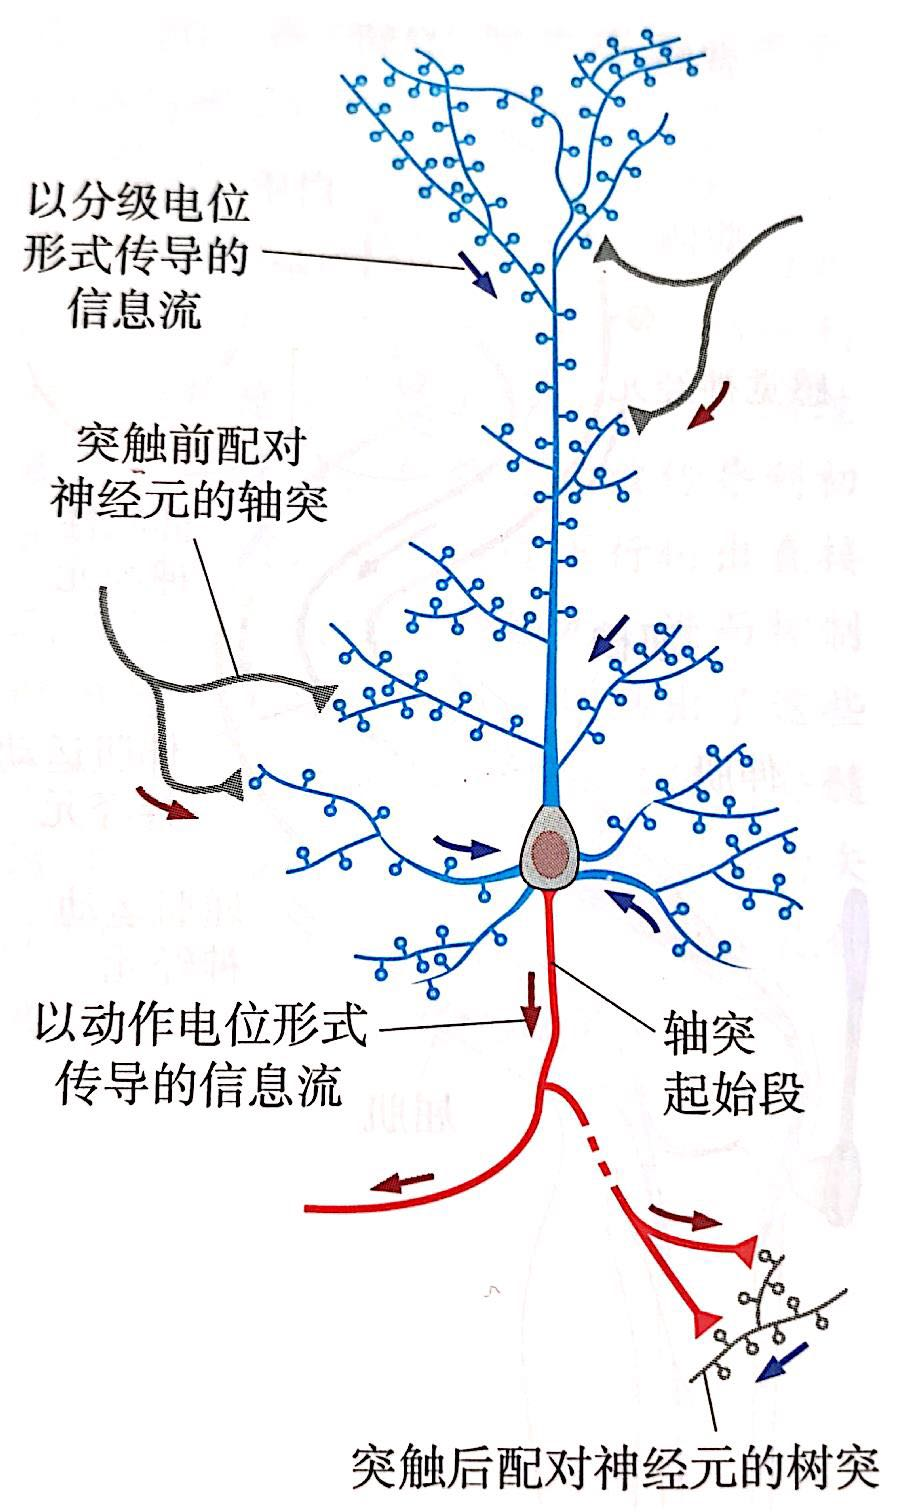 以分级电位
形式传导的
信息流
突触前配对
神经元的轴突
以动作电位形式
传导的信息流
轴突
起始段
突触后配对神经元的树突